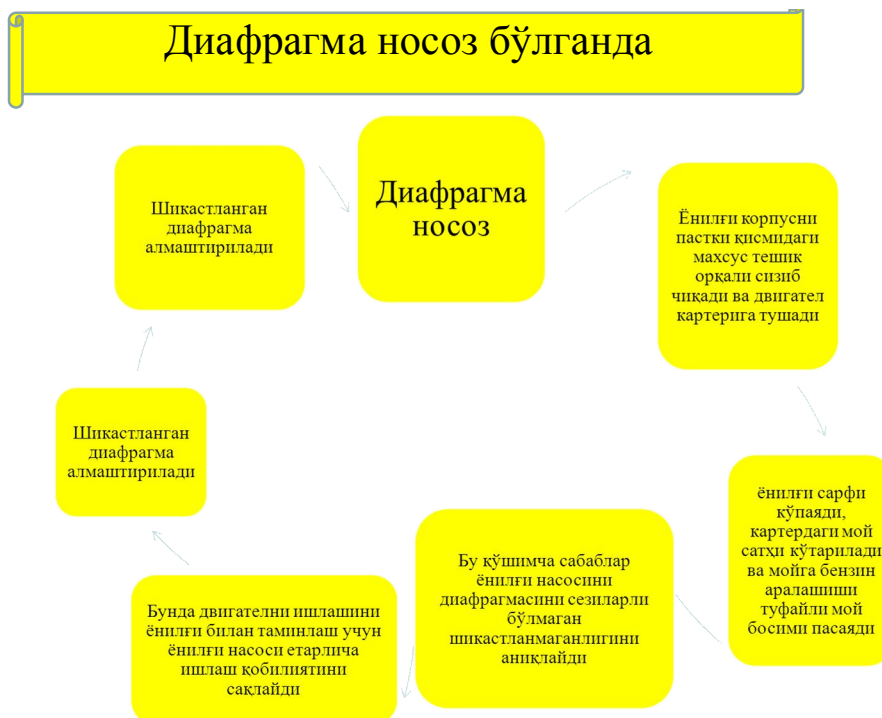 Диафрагма носоз бўлганда
Диафрагма
носоз
Ёнилғи корпусни
пастки қисмидаги
махсус тешик
орқали сизиб
чиқади ва двигател
картерига тушади
ёнилғи сарфи
кўпаяди,
картердаги мой
сатҳи кўтарилади
ва мойга бензин
аралашиши
туфайли мой
босими пасаяди
Бу қўшимча сабаблар
ёнилғи насосини
диафрагмасини сезиларли
бўлмаган
шикастланмаганлигини
аниқлайди
Бунда двигателни ишлашини
ёнилғи билан таминлаш учун
ёнилғи насоси етарлича
ишлаш қобилиятини
сақлайди
Шикастланган
диафрагма
алмаштирилади
Шикастланган
диафрагма
алмаштирилади